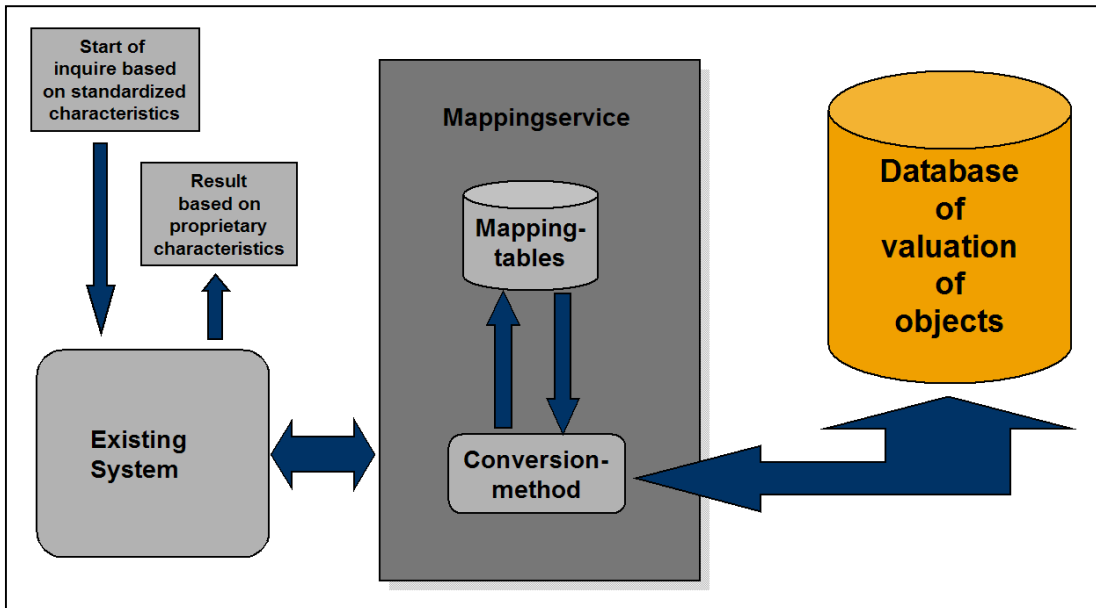 Start of
inquire based
on standardized
characteristics
Result
based on
proprietary
characteristics
Existing
System
Mappingservice
Mapping-
tables
Conversion-
method
Database
of
valuation
of
objects